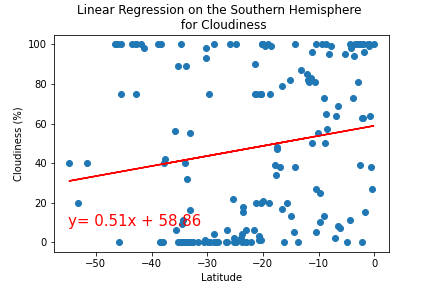 Linear Regression on the Southern Hemisphere
for Cloudiness
100
80
60
40
20
0
Cloudiness (%)
y= 0.51x + 58.86
−50
−40
−30
−20
−10
0
Latitude